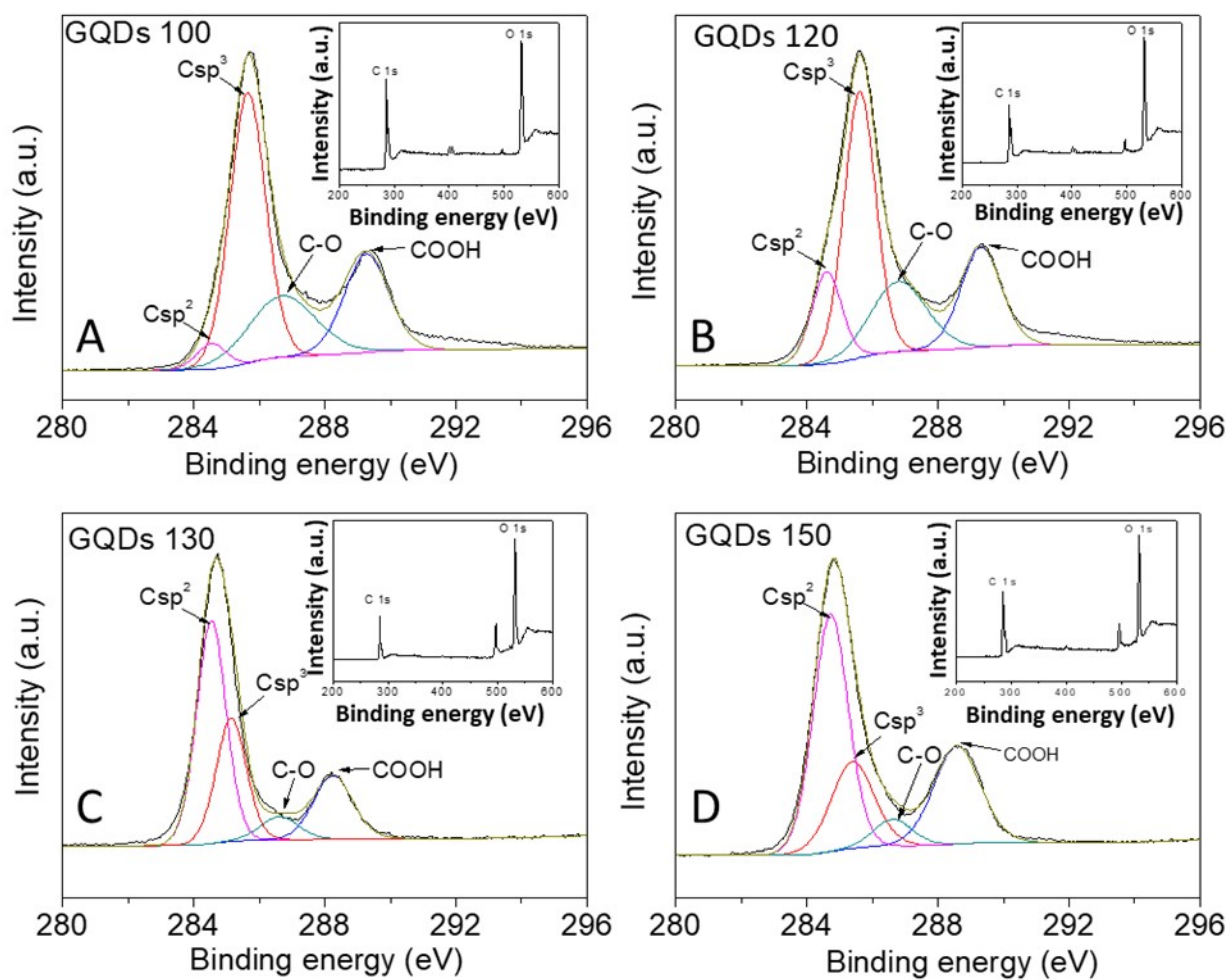 GQDs 100
Csp³
Csp²
C-O
COOH
A
Intensity (a.u.)
280 284 288 292 296
Binding energy (eV)
Intensity (a.u.)
C 1s
O 1s
200 300 400 500 600
Binding energy (eV)
GQDs 120
Csp³
Csp²
C-O
COOH
B
Intensity (a.u.)
280 284 288 292 296
Binding energy (eV)
Intensity (a.u.)
C 1s
O 1s
200 300 400 500 600
Binding energy (eV)
GQDs 130
Csp²
Csp³
C-O
COOH
C
Intensity (a.u.)
280 284 288 292 296
Binding energy (eV)
Intensity (a.u.)
C 1s
O 1s
200 300 400 500 600
Binding energy (eV)
GQDs 150
Csp²
Csp³
C-O
COOH
D
Intensity (a.u.)
280 284 288 292 296
Binding energy (eV)
Intensity (a.u.)
C 1s
O 1s
200 300 400 500 600
Binding energy (eV)